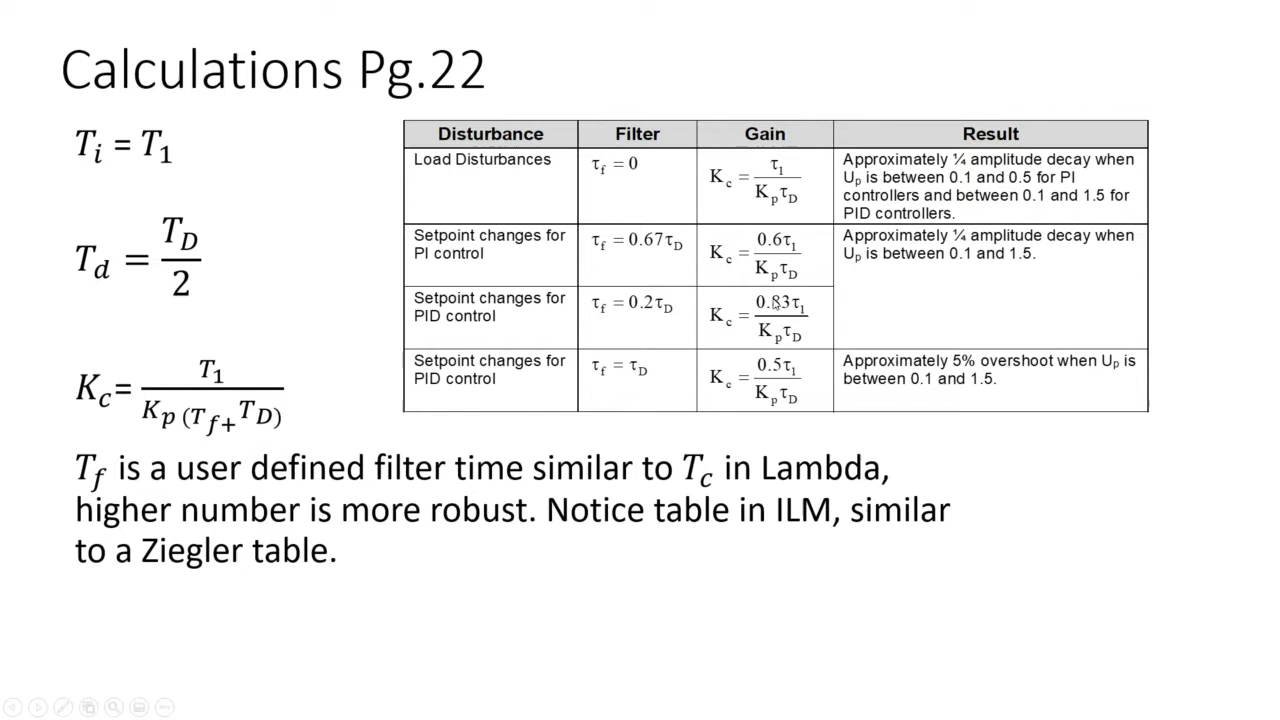 Calculations Pg.22
T_i = T_1
T_d = T_D / 2
K_c = T_1 / K_p (T_f+ T_D)
Disturbance Filter Gain Result
Load Disturbances τ_f = 0 K_c = τ_1 / K_p τ_D Approximately ¼ amplitude decay when
U_p is between 0.1 and 0.5 for PI
controllers and between 0.1 and 1.5 for
PID controllers.
Setpoint changes for
PI control
τ_f = 0.67τ_D
K_c = 0.6τ_1 / K_p τ_D
Approximately ¼ amplitude decay when
U_p is between 0.1 and 1.5.
Setpoint changes for
PID control
τ_f = 0.2τ_D
K_c = 0.83τ_1 / K_p τ_D
Setpoint changes for
PID control
τ_f = τ_D
K_c = 0.5τ_1 / K_p τ_D
Approximately 5% overshoot when U_p is
between 0.1 and 1.5.
T_f is a user defined filter time similar to T_c in Lambda,
higher number is more robust. Notice table in ILM, similar
to a Ziegler table.